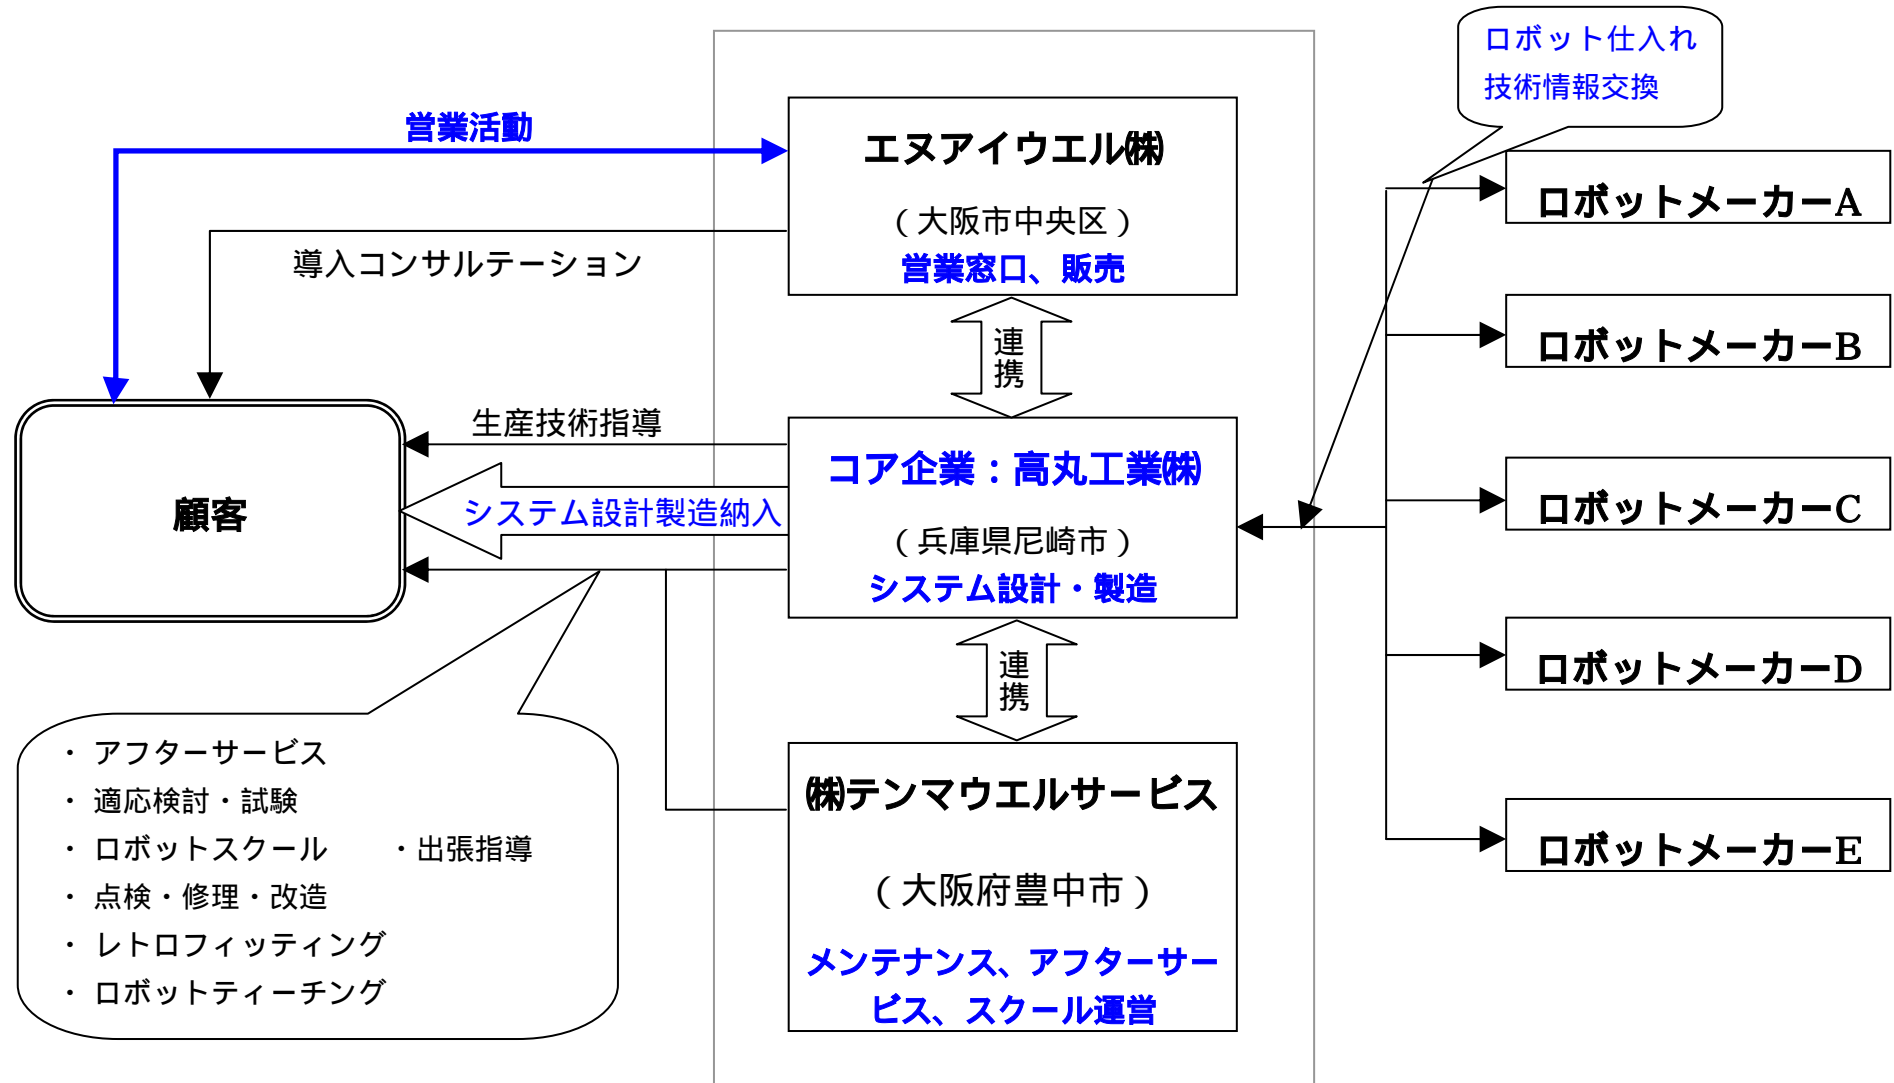 ロボット仕入れ
技術情報交換
営業活動
エヌアイウエル㈱
（大阪市中央区）
営業窓口、販売
導入コンサルテーション
連
携
ロボットメーカーA
ロボットメーカーB
ロボットメーカーC
ロボットメーカーD
ロボットメーカーE
顧客
生産技術指導
システム設計製造納入
コア企業：高丸工業㈱
（兵庫県尼崎市）
システム設計・製造
連
携
㈱テンマウエルサービス
（大阪府豊中市）
メンテナンス、アフターサー
ビス、スクール運営
・ アフターサービス
・ 適応検討・試験
・ ロボットスクール　　・出張指導
・ 点検・修理・改造
・ レトロフィッティング
・ ロボットティーチング